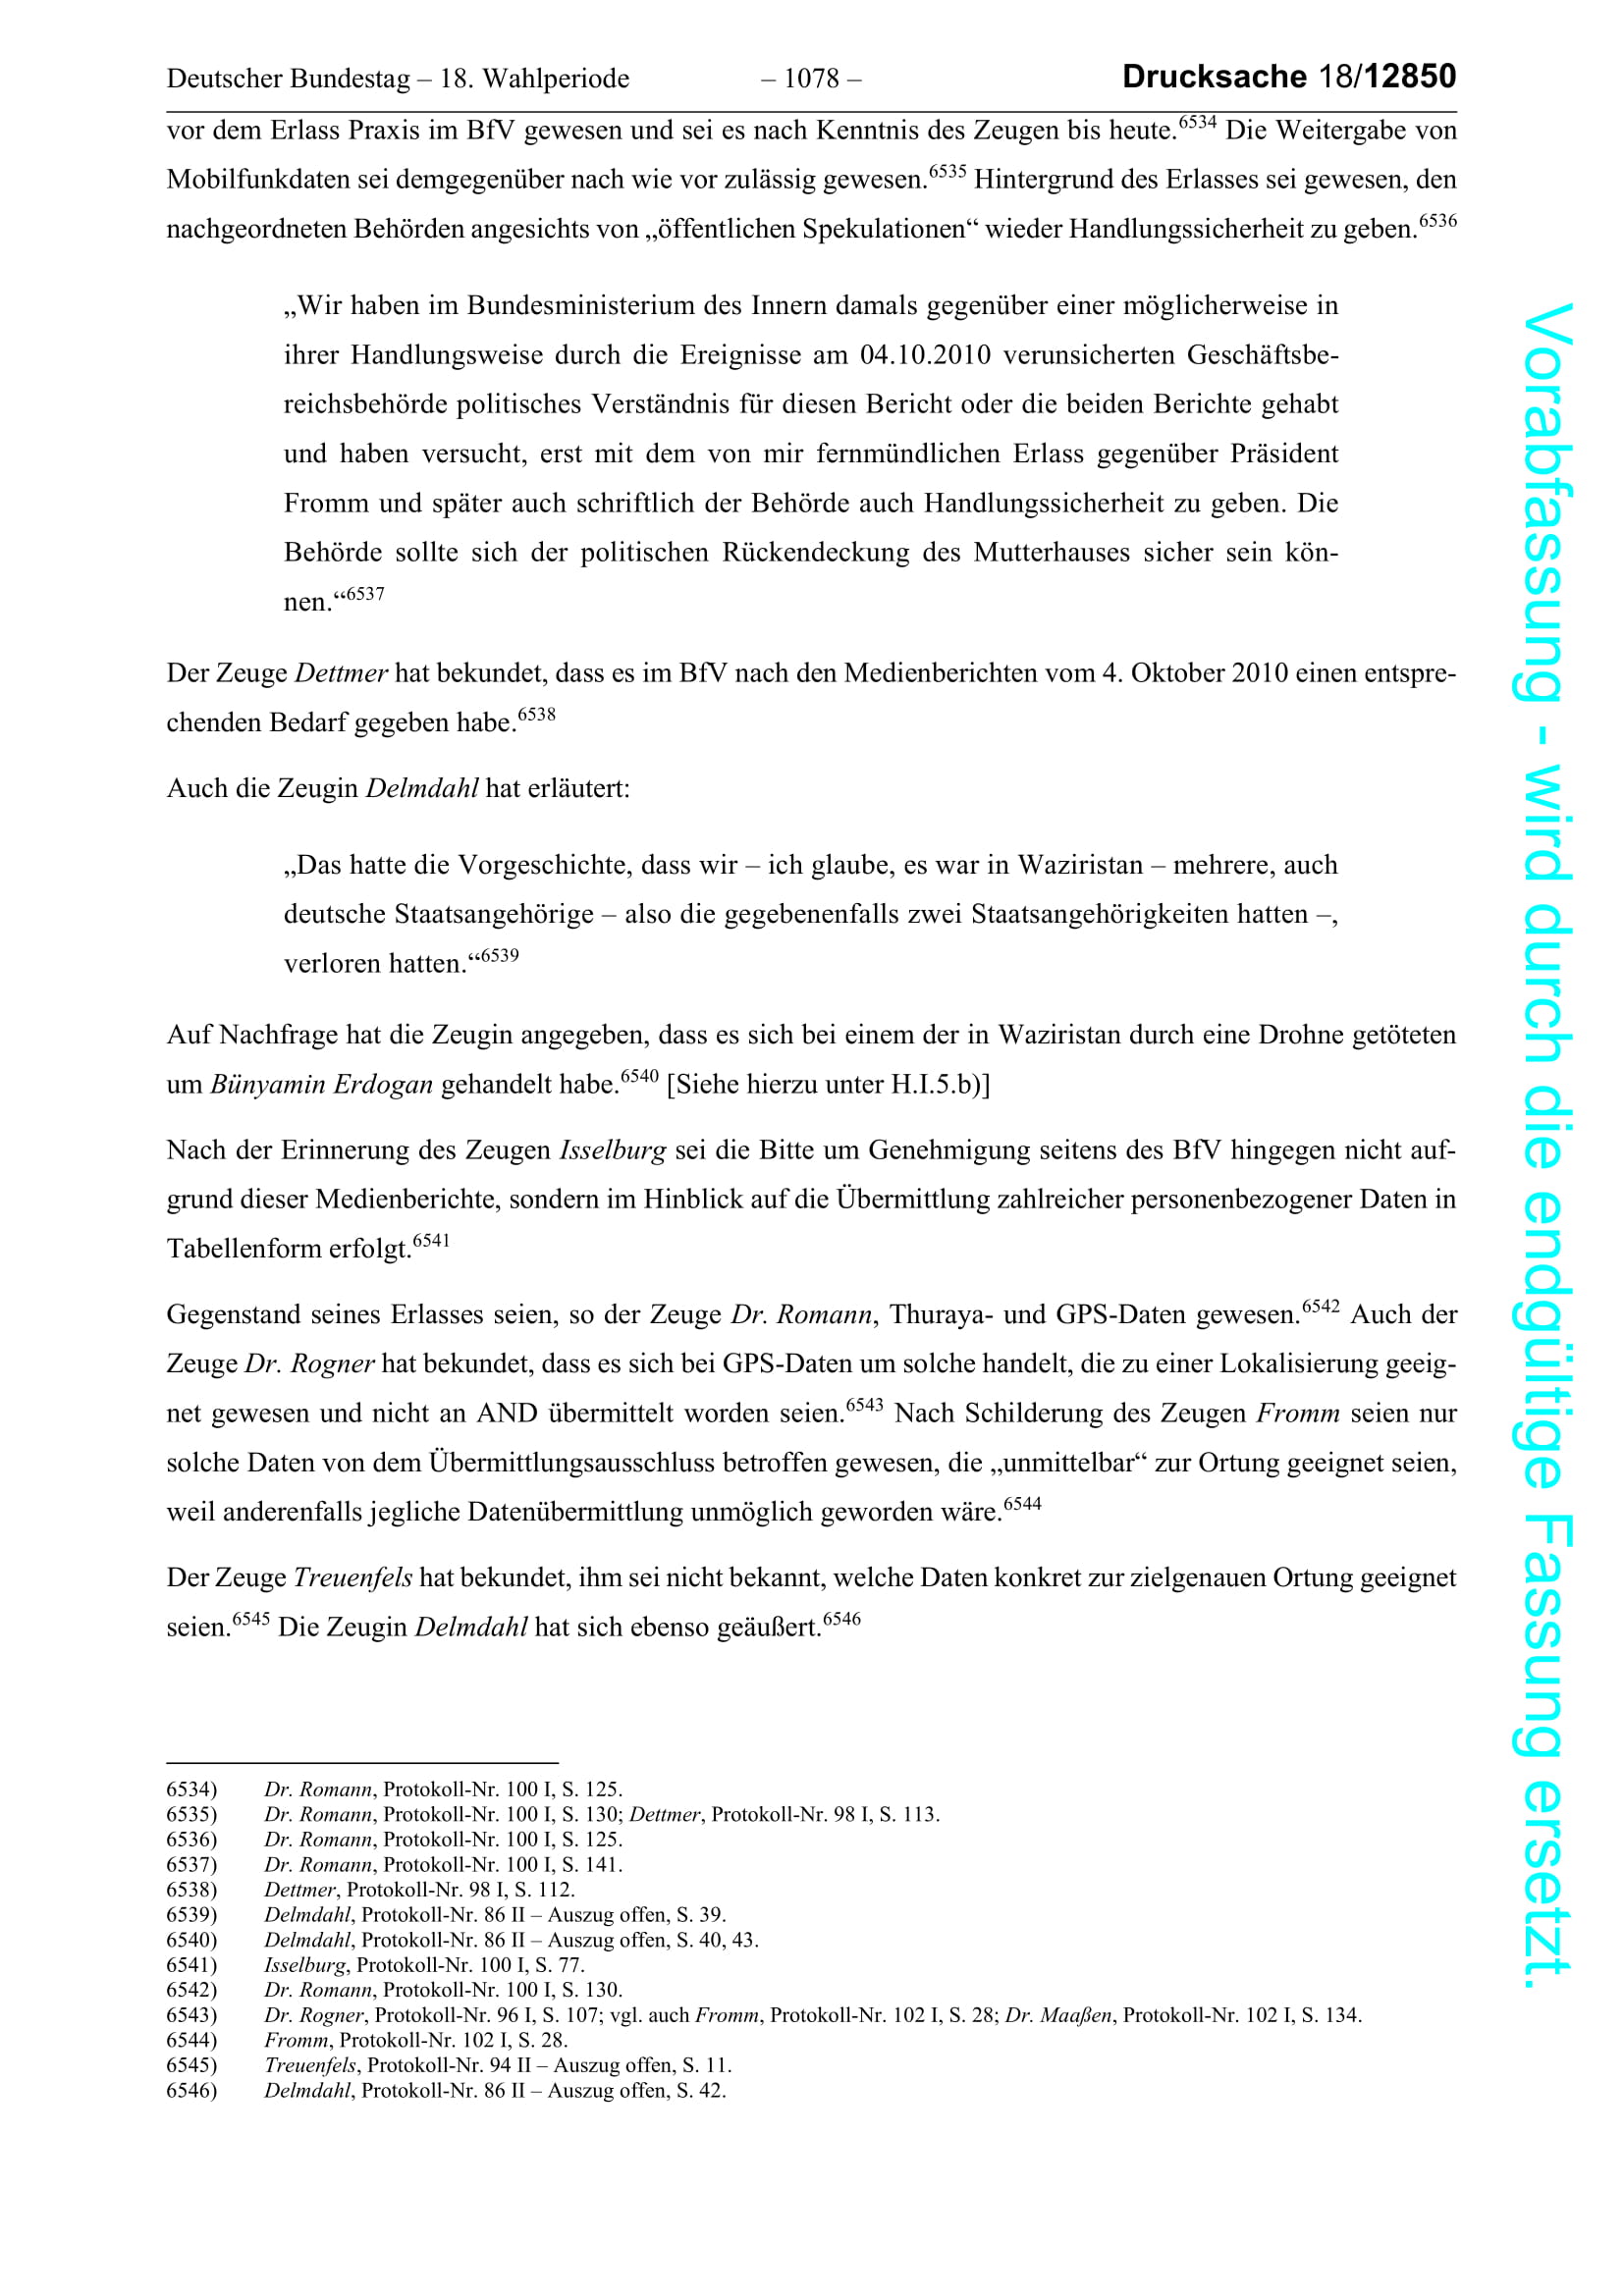 Deutscher Bundestag – 18. Wahlperiode – 1078 – Drucksache 18/12850
vor dem Erlass Praxis im BfV gewesen und sei es nach Kenntnis des Zeugen bis heute.6534 Die Weitergabe von
Mobilfunkdaten sei demgegenüber nach wie vor zulässig gewesen.6535 Hintergrund des Erlasses sei gewesen, den
nachgeordneten Behörden angesichts von „öffentlichen Spekulationen“ wieder Handlungssicherheit zu geben.6536
„Wir haben im Bundesministerium des Innern damals gegenüber einer möglicherweise in
ihrer Handlungsweise durch die Ereignisse am 04.10.2010 verunsicherten Geschäftsbe-
reichsbehörde politisches Verständnis für diesen Bericht oder die beiden Berichte gehabt
und haben versucht, erst mit dem von mir fernmündlichen Erlass gegenüber Präsident
Fromm und später auch schriftlich der Behörde auch Handlungssicherheit zu geben. Die
Behörde sollte sich der politischen Rückendeckung des Mutterhauses sicher sein kön-
nen.“6537
Der Zeuge Dettmer hat bekundet, dass es im BfV nach den Medienberichten vom 4. Oktober 2010 einen entspre-
chenden Bedarf gegeben habe.6538
Auch die Zeugin Delmdahl hat erläutert:
„Das hatte die Vorgeschichte, dass wir – ich glaube, es war in Waziristan – mehrere, auch
deutsche Staatsangehörige – also die gegebenenfalls zwei Staatsangehörigkeiten hatten –,
verloren hatten.“6539
Auf Nachfrage hat die Zeugin angegeben, dass es sich bei einem der in Waziristan durch eine Drohne getöteten
um Bünyamin Erdogan gehandelt habe.6540 [Siehe hierzu unter H.I.5.b)]
Nach der Erinnerung des Zeugen Isselburg sei die Bitte um Genehmigung seitens des BfV hingegen nicht auf-
grund dieser Medienberichte, sondern im Hinblick auf die Übermittlung zahlreicher personenbezogener Daten in
Tabellenform erfolgt.6541
Gegenstand seines Erlasses seien, so der Zeuge Dr. Romann, Thuraya- und GPS-Daten gewesen.6542 Auch der
Zeuge Dr. Rogner hat bekundet, dass es sich bei GPS-Daten um solche handelt, die zu einer Lokalisierung geeig-
net gewesen und nicht an AND übermittelt worden seien.6543 Nach Schilderung des Zeugen Fromm seien nur
solche Daten von dem Übermittlungsausschluss betroffen gewesen, die „unmittelbar“ zur Ortung geeignet seien,
weil anderenfalls jegliche Datenübermittlung unmöglich geworden wäre.6544
Der Zeuge Treuenfels hat bekundet, ihm sei nicht bekannt, welche Daten konkret zur zielgenauen Ortung geeignet
seien.6545 Die Zeugin Delmdahl hat sich ebenso geäußert.6546
6534) Dr. Romann, Protokoll-Nr. 100 I, S. 125.
6535) Dr. Romann, Protokoll-Nr. 100 I, S. 130; Dettmer, Protokoll-Nr. 98 I, S. 113.
6536) Dr. Romann, Protokoll-Nr. 100 I, S. 125.
6537) Dr. Romann, Protokoll-Nr. 100 I, S. 141.
6538) Dettmer, Protokoll-Nr. 98 I, S. 112.
6539) Delmdahl, Protokoll-Nr. 86 II – Auszug offen, S. 39.
6540) Delmdahl, Protokoll-Nr. 86 II – Auszug offen, S. 40, 43.
6541) Isselburg, Protokoll-Nr. 100 I, S. 77.
6542) Dr. Romann, Protokoll-Nr. 100 I, S. 130.
6543) Dr. Rogner, Protokoll-Nr. 96 I, S. 107; vgl. auch Fromm, Protokoll-Nr. 102 I, S. 28; Dr. Maaßen, Protokoll-Nr. 102 I, S. 134.
6544) Fromm, Protokoll-Nr. 102 I, S. 28.
6545) Treuenfels, Protokoll-Nr. 94 II – Auszug offen, S. 11.
6546) Delmdahl, Protokoll-Nr. 86 II – Auszug offen, S. 42.
Vorabfassung - wird durch die endgültige Fassung ersetzt.